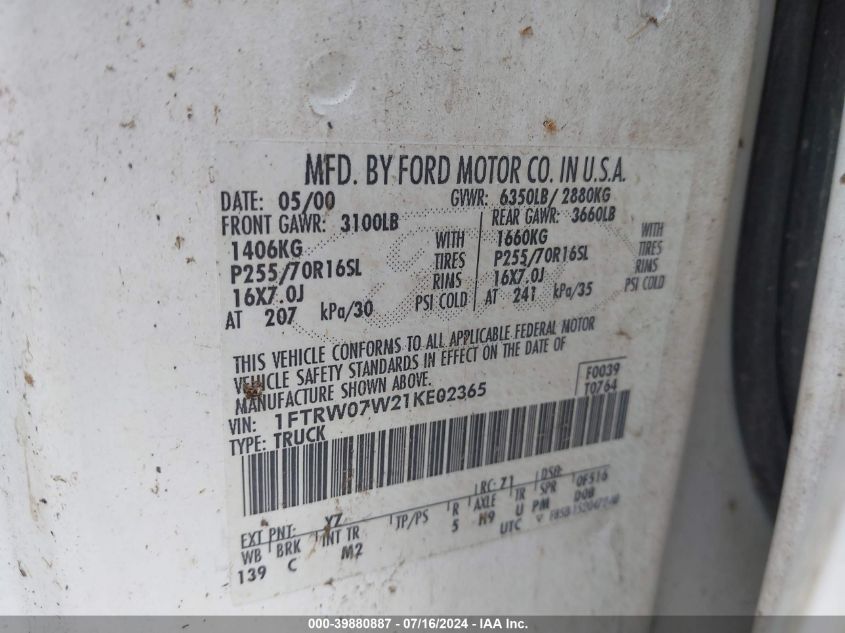 MFD. BY FORD MOTOR CO. IN U.S.A.
DATE: 05/00 GVWR: 6350LB/ 2880KG
FRONT GAWR: 3100LB REAR GAWR: 3660LB
1406KG WITH 1660KG WITH
P255/70R16SL TIRES P255/70R16SL TIRES
16X7.0J RIMS 16X7.0J RIMS
AT 207 kPa/30 PSI COLD AT 241 kPa/35 PSI COLD
THIS VEHICLE CONFORMS TO ALL APPLICABLE FEDERAL MOTOR
VEHICLE SAFETY STANDARDS IN EFFECT ON THE DATE OF
MANUFACTURE SHOWN ABOVE.
F0039
T0764
VIN: 1FTRW07W21KE02365
TYPE: TRUCK
EXT PNT: YZ RC: 71 DSO: 0F516
WB BRK INT TR TP/PS R AXLE TR SPR DOB
139 C M2 5 H9 U PM
UTC
000-39880887 - 07/16/2024 - IAA Inc.